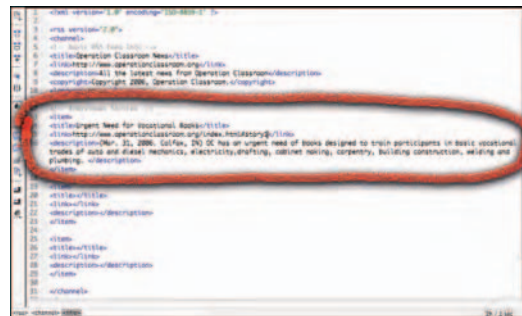 <?xml version="1.0" encoding="ISO-8859-1" ?>
<rss version="2.0">
<channel>
<title>Operation Classroom News</title>
<link>http://www.operationclassroom.org</link>
<description>All the latest news from Operation Classroom</description>
<copyright>Copyright 2006, Operation Classroom.</copyright>
<item>
<title>Urgent Need for Vocational Books</title>
<link>http://www.operationclassroom.org/index.html#story1</link>
<description>(Mar. 31, 2006, Colfax, IN) OC has an urgent need of books designed to train participants in basic vocational
trades of auto and diesel mechanics, electricity,drafting, cabinet making, carpentry, building construction, welding and
plumbing. </description>
</item>
<item>
<title></title>
<link></link>
<description></description>
</item>
<item>
<title></title>
<link></link>
<description></description>
</item>
</channel>